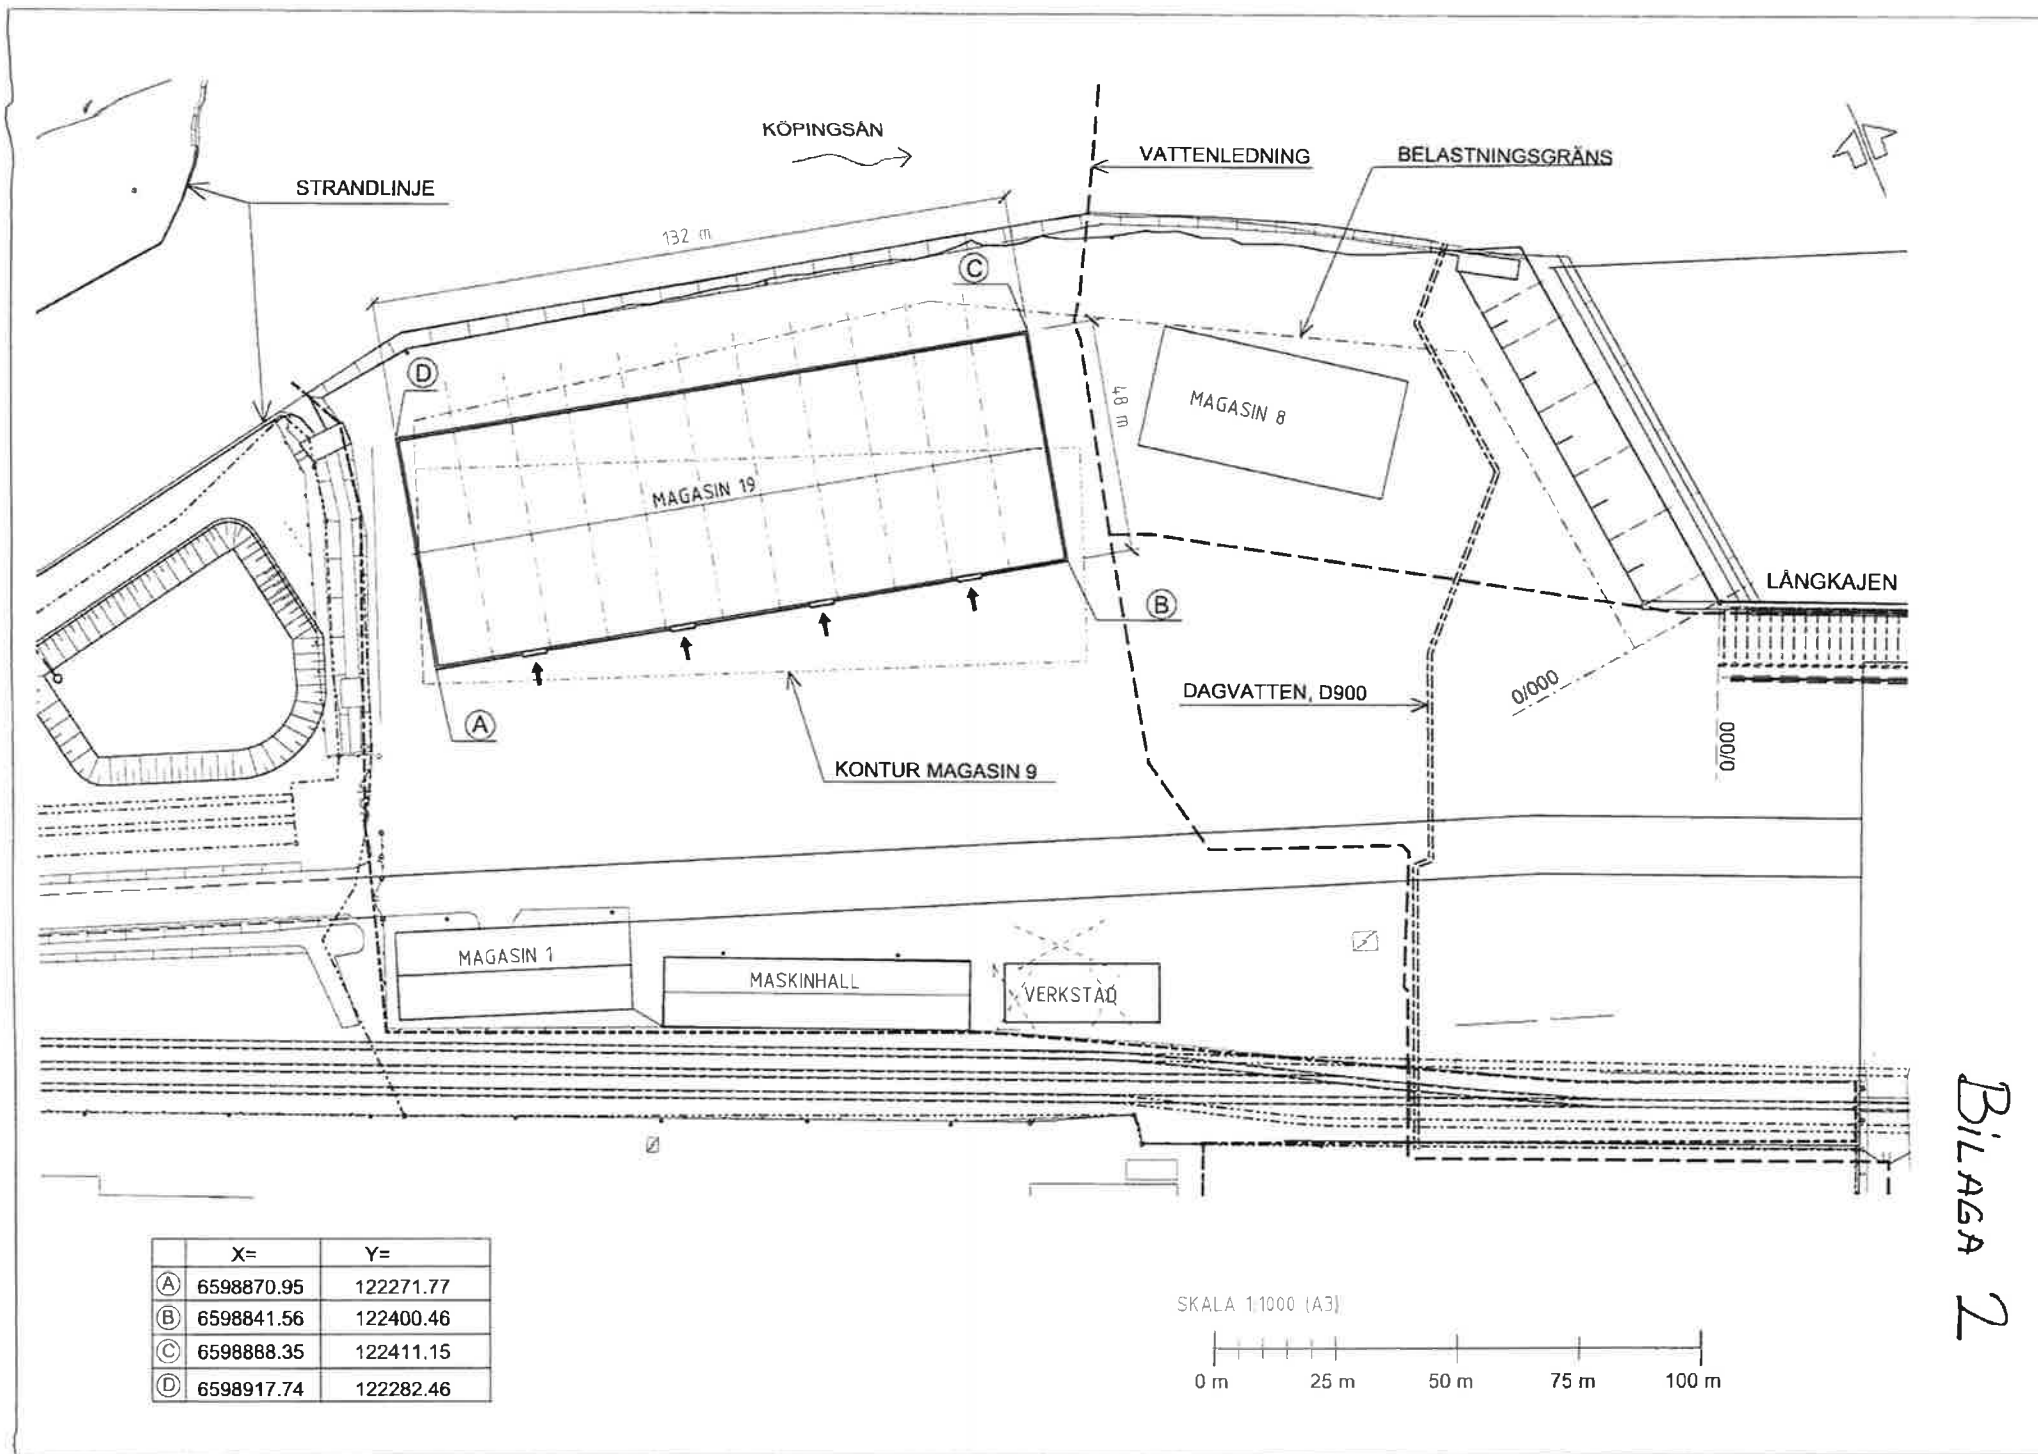 KÖPINGSÅN
VATTENLEDNING
BELASTNINGSGRÄNS
STRANDLINJE
132 m
C
D
48 m
MAGASIN 8
MAGASIN 19
LÅNGKAJEN
B
A
DAGVATTEN, D900
0/000
0/000
KONTUR MAGASIN 9
MAGASIN 1
MASKINHALL
VERKSTAD
BILAGA 2
X= Y=
A 6598870.95 122271.77
B 6598841.56 122400.46
C 6598888.35 122411.15
D 6598917.74 122282.46
SKALA 1:1000 (A3)
0 m 25 m 50 m 75 m 100 m